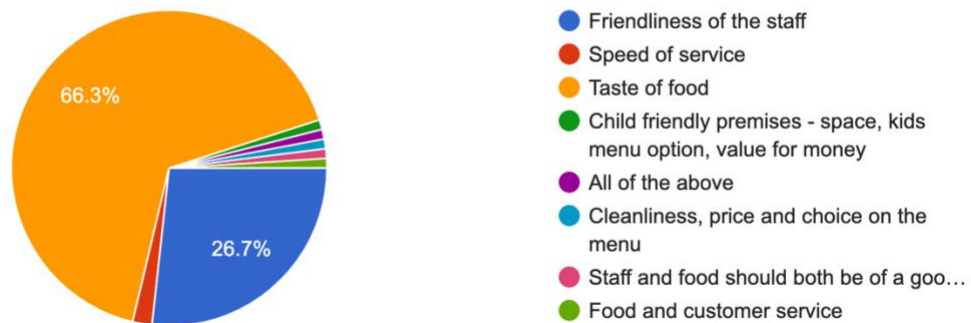 66.3%
26.7%
Friendliness of the staff
Speed of service
Taste of food
Child friendly premises - space, kids
menu option, value for money
All of the above
Cleanliness, price and choice on the
menu
Staff and food should both be of a goo…
Food and customer service